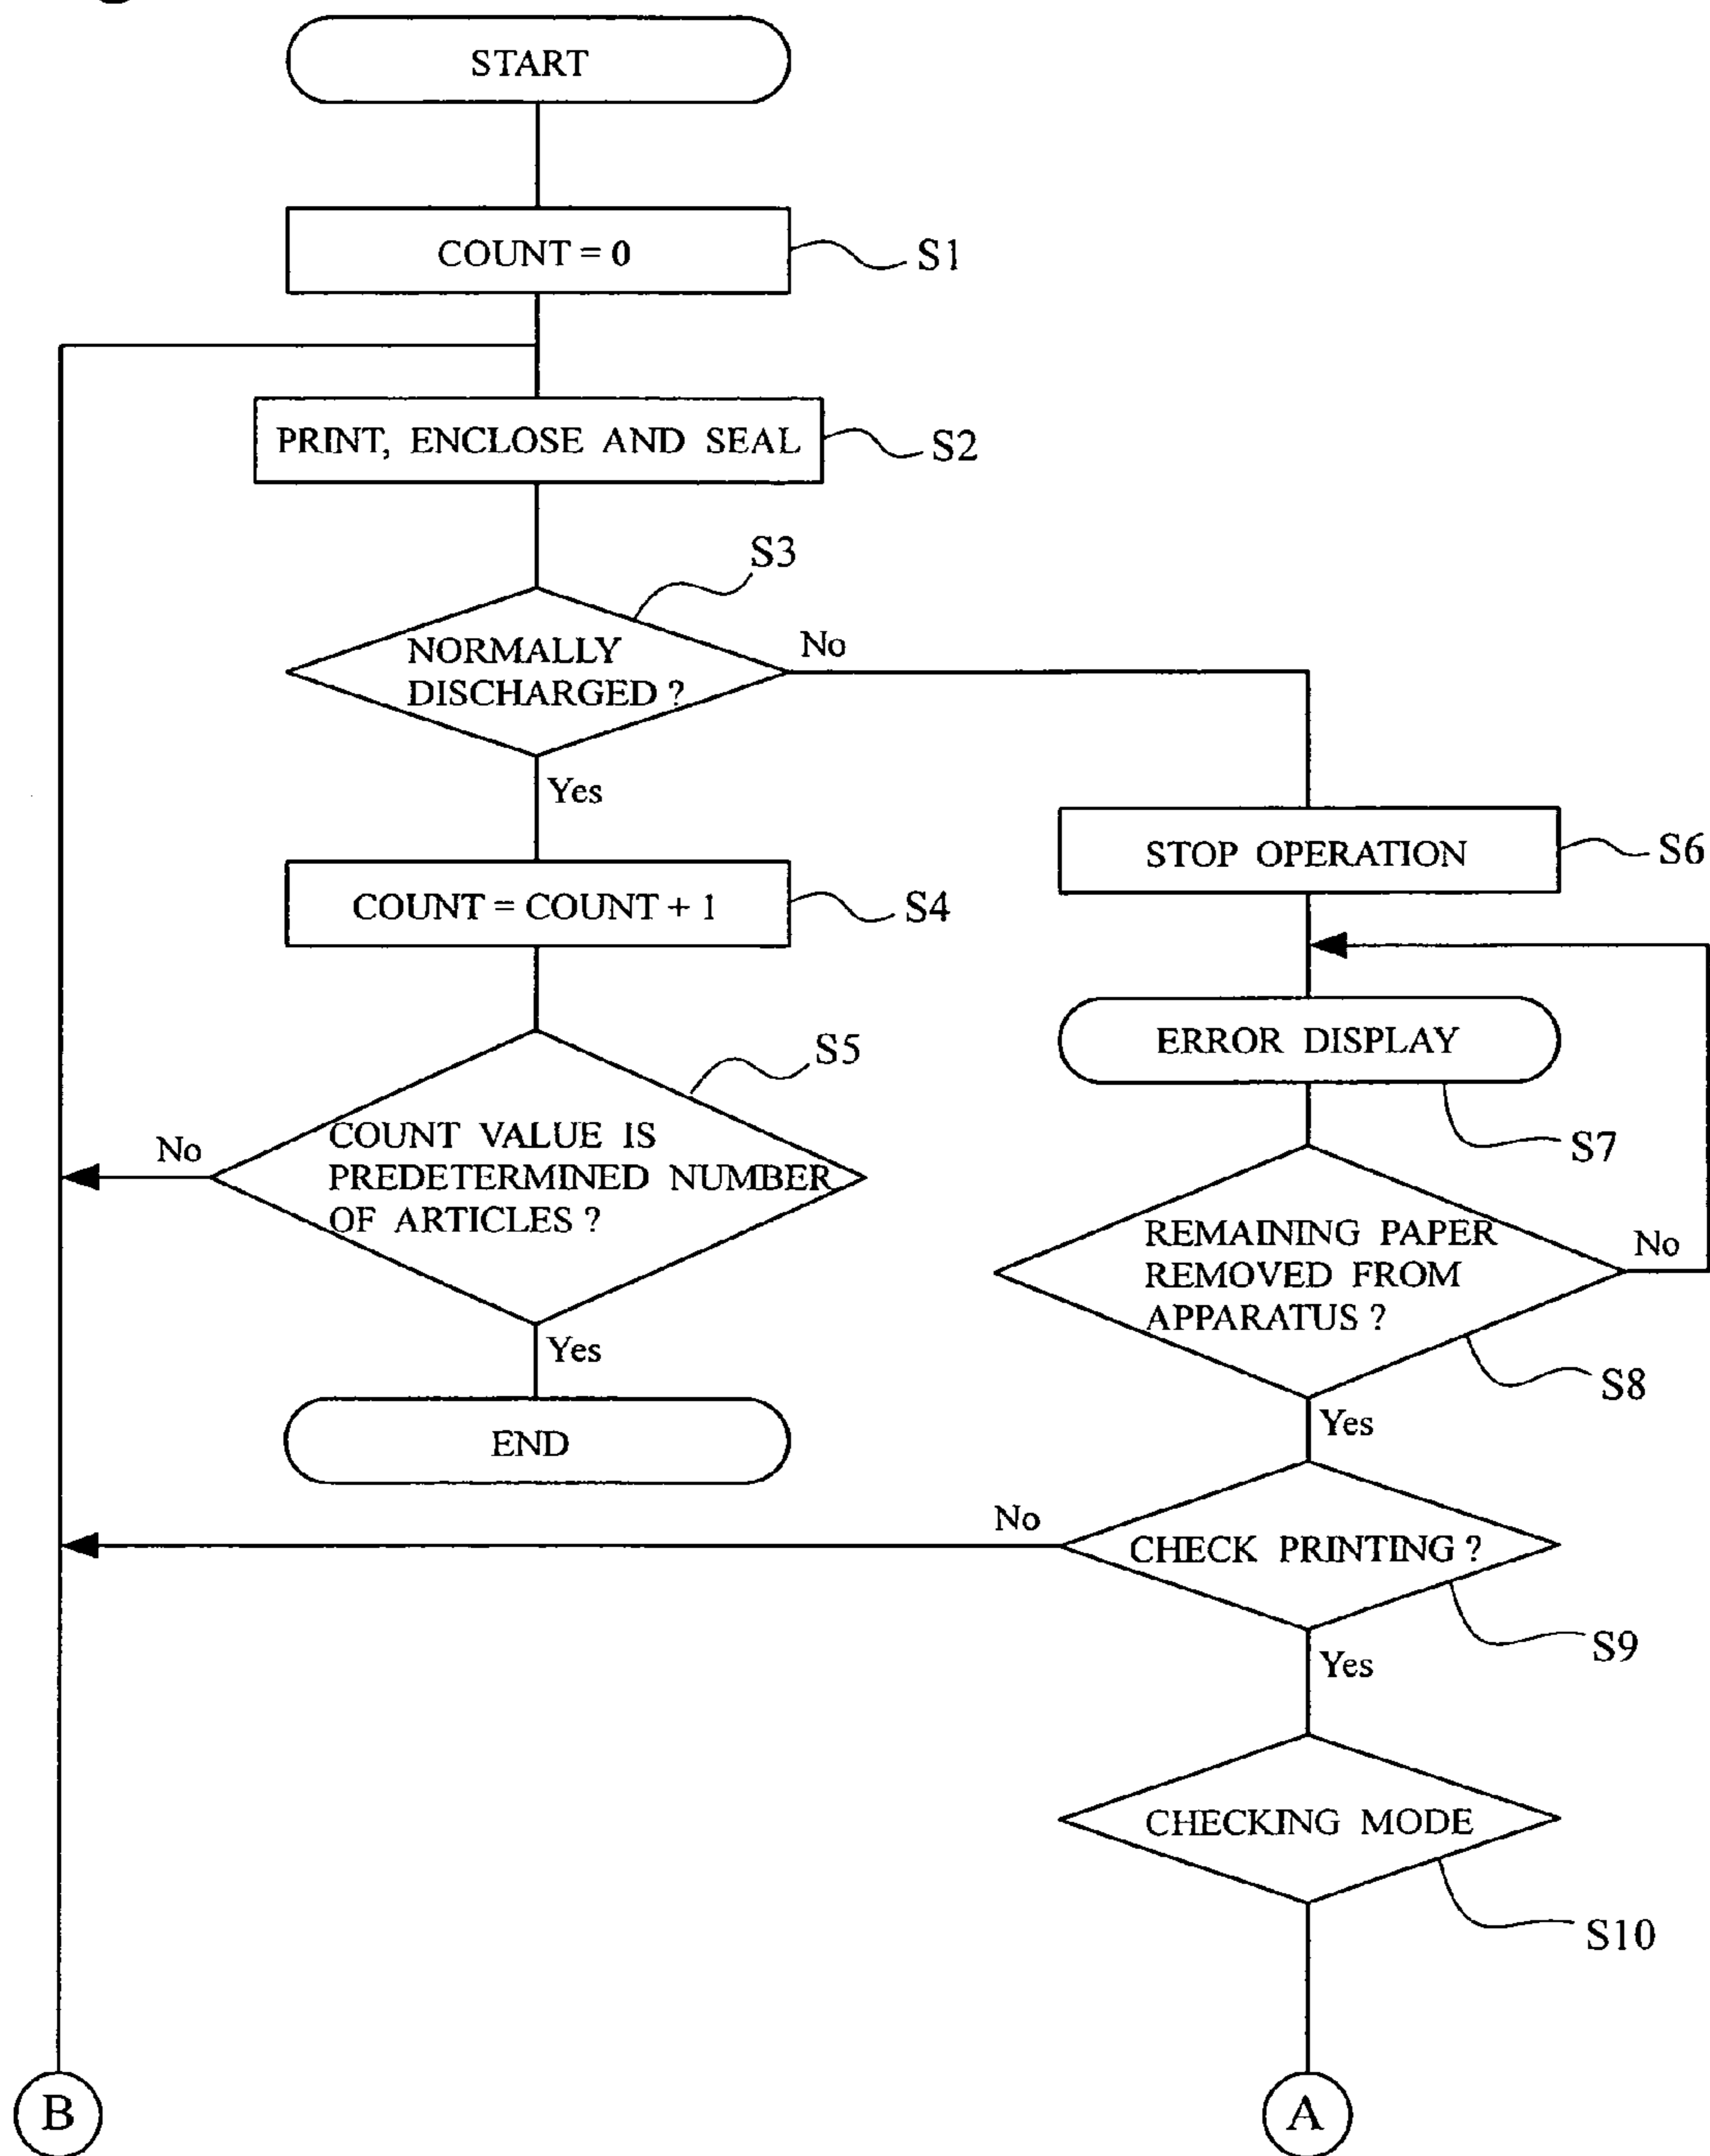 START
COUNT = 0
S1
PRINT, ENCLOSE AND SEAL
S2
S3
NORMALLY
DISCHARGED ?
No
Yes
COUNT = COUNT + 1
S4
STOP OPERATION
S6
ERROR DISPLAY
S7
S5
COUNT VALUE IS
PREDETERMINED NUMBER
OF ARTICLES ?
No
Yes
END
REMAINING PAPER
REMOVED FROM
APPARATUS ?
No
S8
Yes
No
CHECK PRINTING ?
S9
Yes
CHECKING MODE
S10
B
A